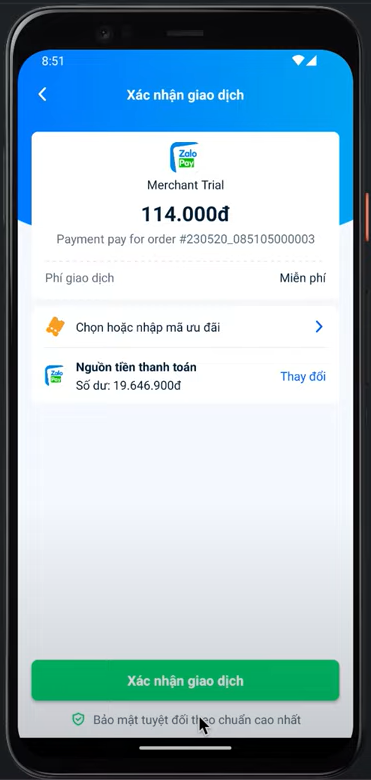 8:51
Xác nhận giao dịch
Zalo
Pay
Merchant Trial
114.000đ
Payment pay for order #230520_085105000003
Phí giao dịch Miễn phí
Chọn hoặc nhập mã ưu đãi
Zalo
Pay
Nguồn tiền thanh toán
Số dư: 19.646.900đ
Thay đổi
Xác nhận giao dịch
Bảo mật tuyệt đối theo chuẩn cao nhất